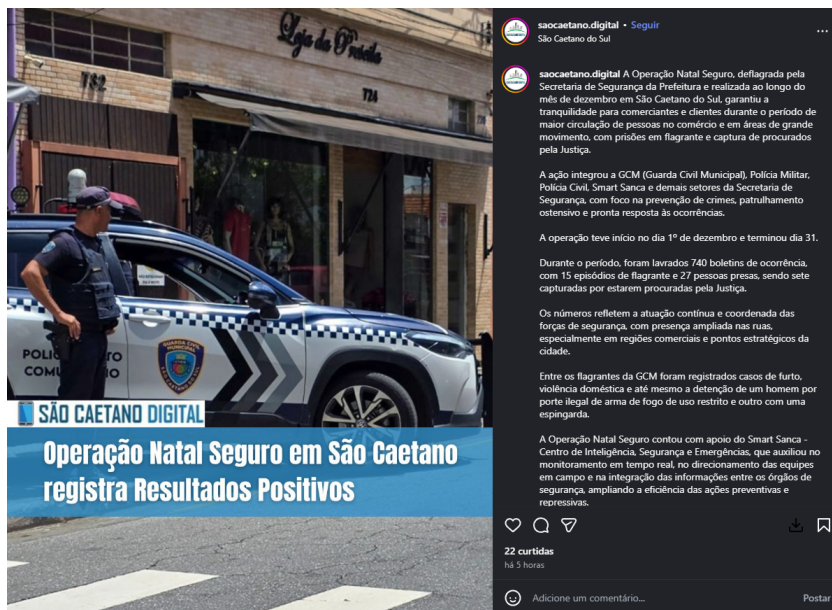 Loja da Priscila
732
724
GUARDA CIVIL
MUNICIPAL
SÃO CAETANO DIGITAL
Operação Natal Seguro em São Caetano
registra Resultados Positivos
saocaetano.digital • Seguir
São Caetano do Sul
saocaetano.digital A Operação Natal Seguro, deflagrada pela
Secretaria de Segurança da Prefeitura e realizada ao longo do
mês de dezembro em São Caetano do Sul, garantiu a
tranquilidade para comerciantes e clientes durante o período de
maior circulação de pessoas no comércio e em áreas de grande
movimento, com prisões em flagrante e captura de procurados
pela Justiça.
A ação integrou a GCM (Guarda Civil Municipal), Polícia Militar,
Polícia Civil, Smart Sanca e demais setores da Secretaria de
Segurança, com foco na prevenção de crimes, patrulhamento
ostensivo e pronta resposta às ocorrências.
A operação teve início no dia 1º de dezembro e terminou dia 31.
Durante o período, foram lavrados 740 boletins de ocorrência,
com 15 episódios de flagrante e 27 pessoas presas, sendo sete
capturadas por estarem procuradas pela Justiça.
Os números refletem a atuação contínua e coordenada das
forças de segurança, com presença ampliada nas ruas,
especialmente em regiões comerciais e pontos estratégicos da
cidade.
Entre os flagrantes da GCM foram registrados casos de furto,
violência doméstica e até mesmo a detenção de um homem por
porte ilegal de arma de fogo de uso restrito e outro com uma
espingarda.
A Operação Natal Seguro contou com apoio do Smart Sanca -
Centro de Inteligência, Segurança e Emergências, que auxiliou no
monitoramento em tempo real, no direcionamento das equipes
em campo e na integração das informações entre os órgãos de
segurança, ampliando a eficiência das ações preventivas e
repressivas.
22 curtidas
há 5 horas
Adicione um comentário...
Postar